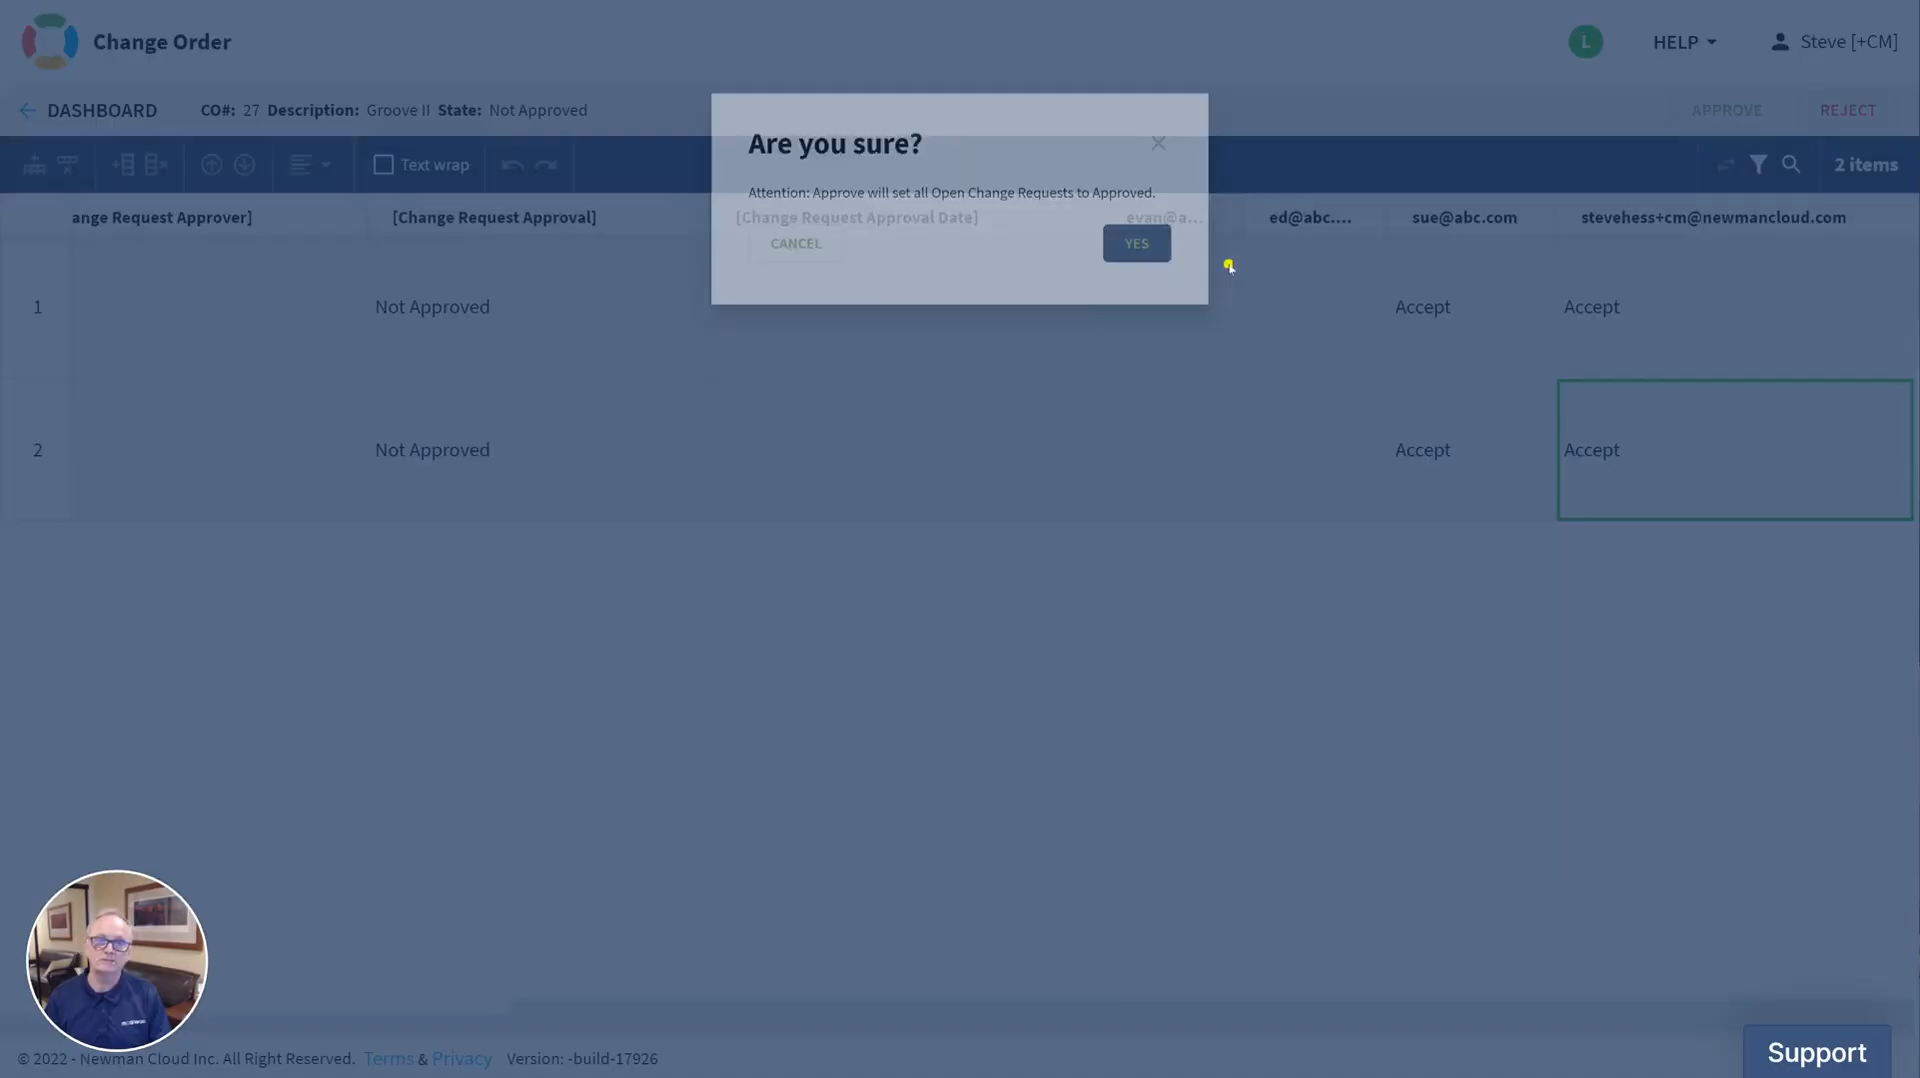 Change Order
L
HELP
Steve [+CM]
DASHBOARD
CO#: 27 Description: Groove II State: Not Approved
APPROVE
REJECT
Text wrap
2 items
Are you sure?
Attention: Approve will set all Open Change Requests to Approved.
CANCEL
YES
ange Request Approver]
[Change Request Approval]
[Change Request Approval Date]
evan@a...
ed@abc....
sue@abc.com
stevehess+cm@newmancloud.com
1
Not Approved
Accept
Accept
2
Not Approved
Accept
Accept
© 2022 - Newman Cloud Inc. All Right Reserved. Terms & Privacy Version: -build-17926
Support